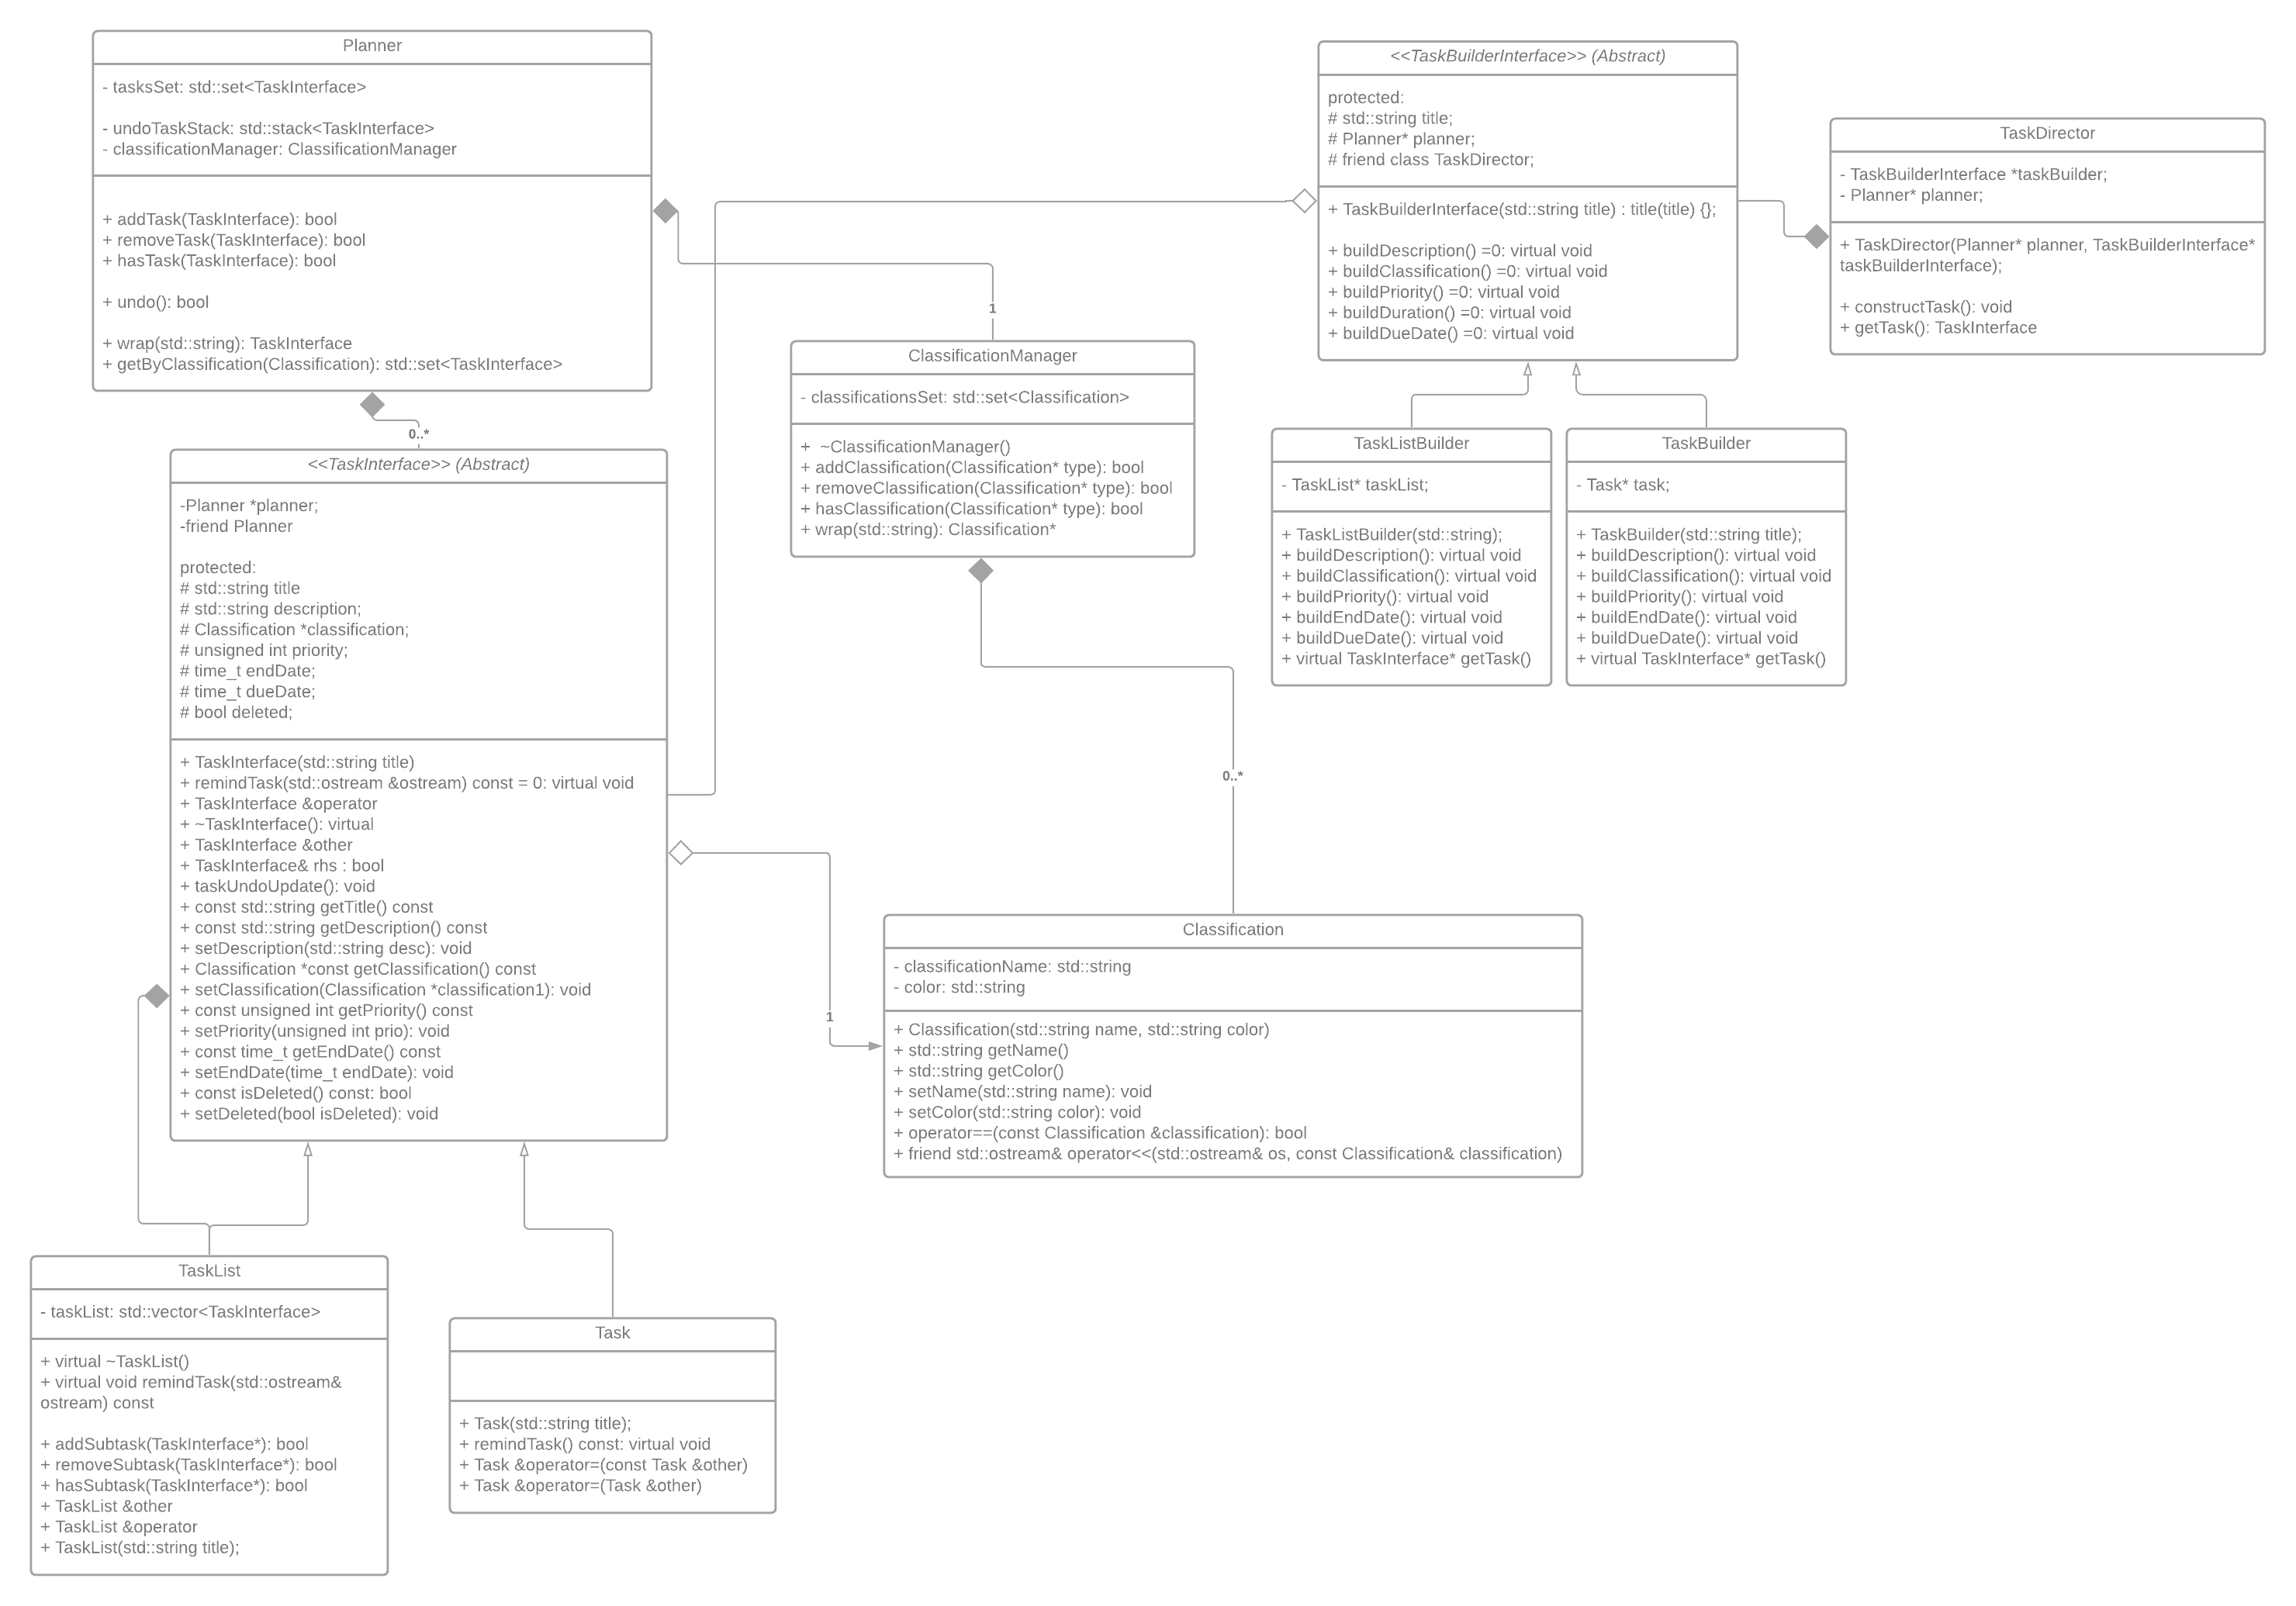 Planner
- tasksSet: std::set<TaskInterface>
- undoTaskStack: std::stack<TaskInterface>
- classificationManager: ClassificationManager
+ addTask(TaskInterface): bool
+ removeTask(TaskInterface): bool
+ hasTask(TaskInterface): bool
+ undo(): bool
+ wrap(std::string): TaskInterface
+ getByClassification(Classification): std::set<TaskInterface>
0..*
1
<<TaskInterface>> (Abstract)
-Planner *planner;
-friend Planner
protected:
# std::string title
# std::string description;
# Classification *classification;
# unsigned int priority;
# time_t endDate;
# time_t dueDate;
# bool deleted;
+ TaskInterface(std::string title)
+ remindTask(std::ostream &ostream) const = 0: virtual void
+ TaskInterface &operator
+ ~TaskInterface(): virtual
+ TaskInterface &other
+ TaskInterface& rhs : bool
+ taskUndoUpdate(): void
+ const std::string getTitle() const
+ const std::string getDescription() const
+ setDescription(std::string desc): void
+ Classification *const getClassification() const
+ setClassification(Classification *classification1): void
+ const unsigned int getPriority() const
+ setPriority(unsigned int prio): void
+ const time_t getEndDate() const
+ setEndDate(time_t endDate): void
+ const isDeleted() const: bool
+ setDeleted(bool isDeleted): void
1
TaskList
- taskList: std::vector<TaskInterface>
+ virtual ~TaskList()
+ virtual void remindTask(std::ostream&
ostream) const
+ addSubtask(TaskInterface*): bool
+ removeSubtask(TaskInterface*): bool
+ hasSubtask(TaskInterface*): bool
+ TaskList &other
+ TaskList &operator
+ TaskList(std::string title);
Task
+ Task(std::string title);
+ remindTask() const: virtual void
+ Task &operator=(const Task &other)
+ Task &operator=(Task &other)
ClassificationManager
- classificationsSet: std::set<Classification>
+  ~ClassificationManager()
+ addClassification(Classification* type): bool
+ removeClassification(Classification* type): bool
+ hasClassification(Classification* type): bool
+ wrap(std::string): Classification*
0..*
Classification
- classificationName: std::string
- color: std::string
+ Classification(std::string name, std::string color)
+ std::string getName()
+ std::string getColor()
+ setName(std::string name): void
+ setColor(std::string color): void
+ operator==(const Classification &classification): bool
+ friend std::ostream& operator<<(std::ostream& os, const Classification& classification)
<<TaskBuilderInterface>> (Abstract)
protected:
# std::string title;
# Planner* planner;
# friend class TaskDirector;
+ TaskBuilderInterface(std::string title) : title(title) {};
+ buildDescription() =0: virtual void
+ buildClassification() =0: virtual void
+ buildPriority() =0: virtual void
+ buildDuration() =0: virtual void
+ buildDueDate() =0: virtual void
TaskDirector
- TaskBuilderInterface *taskBuilder;
- Planner* planner;
+ TaskDirector(Planner* planner, TaskBuilderInterface*
taskBuilderInterface);
+ constructTask(): void
+ getTask(): TaskInterface
TaskListBuilder
- TaskList* taskList;
+ TaskListBuilder(std::string);
+ buildDescription(): virtual void
+ buildClassification(): virtual void
+ buildPriority(): virtual void
+ buildEndDate(): virtual void
+ buildDueDate(): virtual void
+ virtual TaskInterface* getTask()
TaskBuilder
- Task* task;
+ TaskBuilder(std::string title);
+ buildDescription(): virtual void
+ buildClassification(): virtual void
+ buildPriority(): virtual void
+ buildEndDate(): virtual void
+ buildDueDate(): virtual void
+ virtual TaskInterface* getTask()